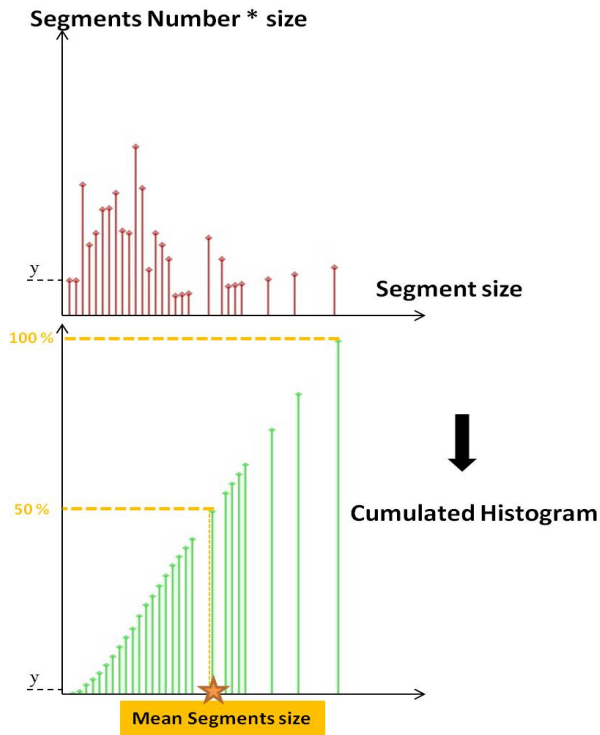 Segments Number * size
y
Segment size
100 %
50 %
Cumulated Histogram
y
Mean Segments size